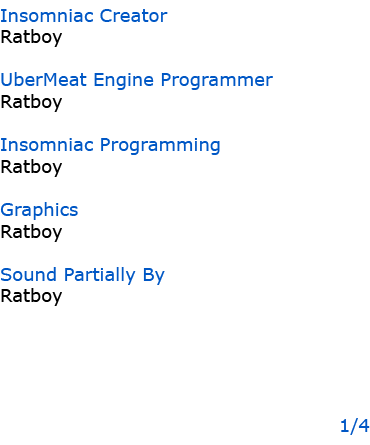 Insomniac Creator
Ratboy
UberMeat Engine Programmer
Ratboy
Insomniac Programming
Ratboy
Graphics
Ratboy
Sound Partially By
Ratboy
1/4